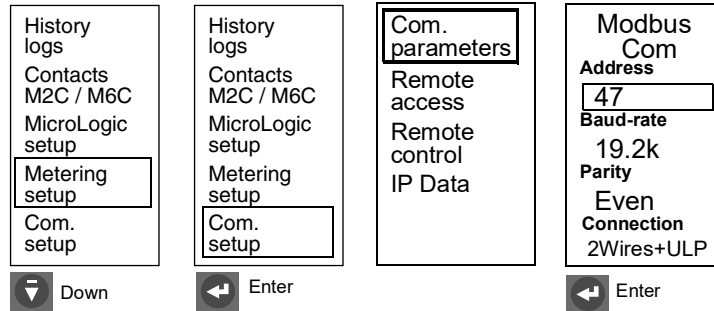 History
logs
Contacts
M2C / M6C
MicroLogic
setup
Metering
setup
Com.
setup
Down
History
logs
Contacts
M2C / M6C
MicroLogic
setup
Metering
setup
Com.
setup
Enter
Com.
parameters
Remote
access
Remote
control
IP Data
Modbus
Com
Address
47
Baud-rate
19.2k
Parity
Even
Connection
2Wires+ULP
Enter